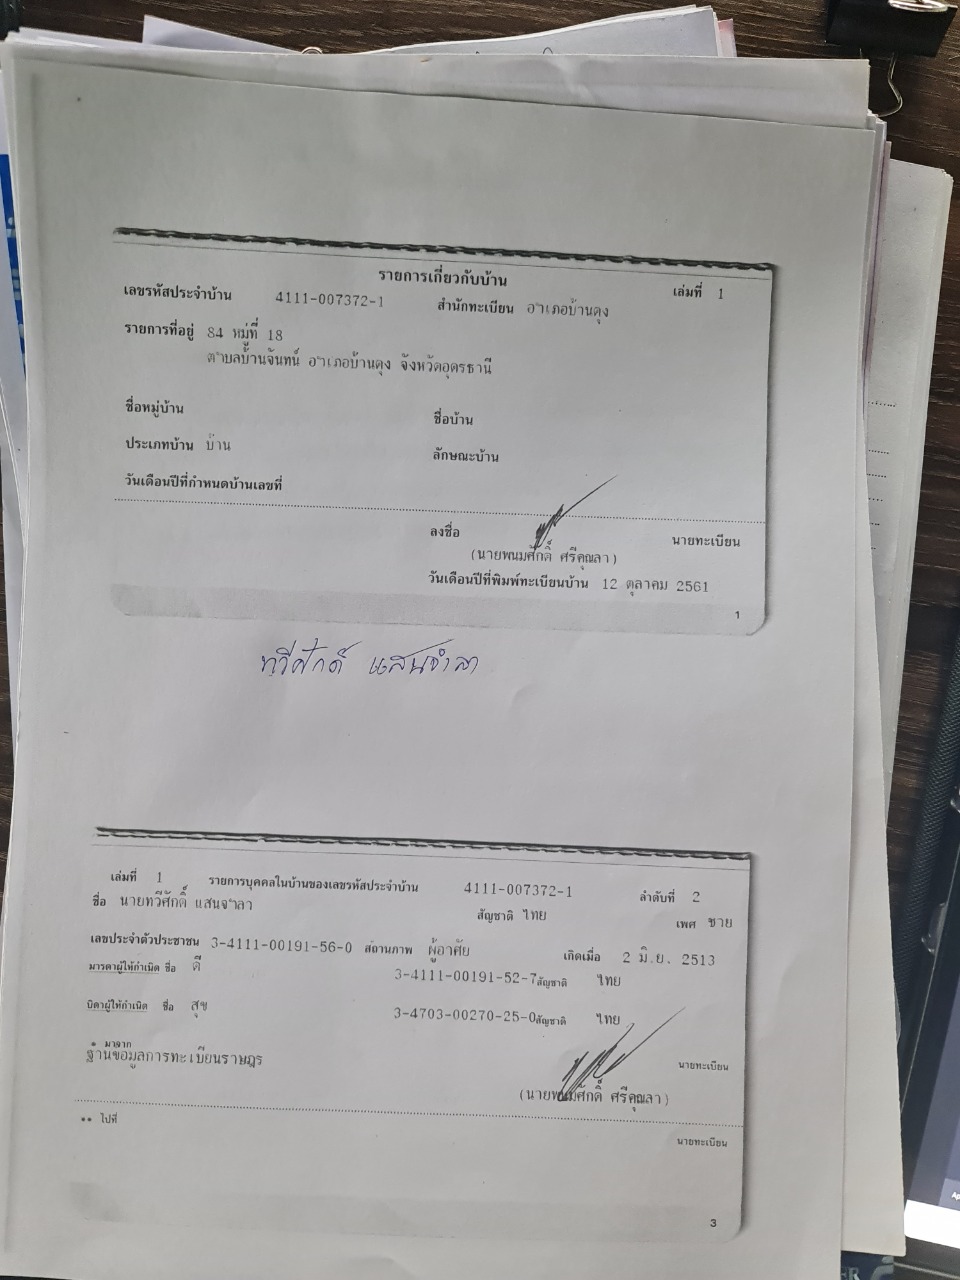 รายการเกี่ยวกับบ้าน
เล่มที่ 1
เลขรหัสประจำบ้าน 4111-007372-1 สำนักทะเบียน อำเภอบ้านดุง
รายการที่อยู่ 84 หมู่ที่ 18
ตำบลบ้านจันทน์ อำเภอบ้านดุง จังหวัดอุดรธานี
ชื่อหมู่บ้าน ชื่อบ้าน
ประเภทบ้าน บ้าน ลักษณะบ้าน
วันเดือนปีที่กำหนดบ้านเลขที่
ลงชื่อ นายทะเบียน
(นายพนมศักดิ์ ศรีคุณลา)
วันเดือนปีที่พิมพ์ทะเบียนบ้าน 12 ตุลาคม 2561
1
ทวีศักดิ์ แสนจำลา
เล่มที่ 1 รายการบุคคลในบ้านของเลขรหัสประจำบ้าน 4111-007372-1 ลำดับที่ 2
ชื่อ นายทวีศักดิ์ แสนจำลา สัญชาติ ไทย เพศ ชาย
เลขประจำตัวประชาชน 3-4111-00191-56-0 สถานภาพ ผู้อาศัย เกิดเมื่อ 2 มิ.ย. 2513
มารดาผู้ให้กำเนิด ชื่อ ดี 3-4111-00191-52-7 สัญชาติ ไทย
บิดาผู้ให้กำเนิด ชื่อ สุข 3-4703-00270-25-0 สัญชาติ ไทย
* มาจาก
ฐานข้อมูลการทะเบียนราษฎร
นายทะเบียน
(นายพนมศักดิ์ ศรีคุณลา)
** ไปที่
นายทะเบียน
3